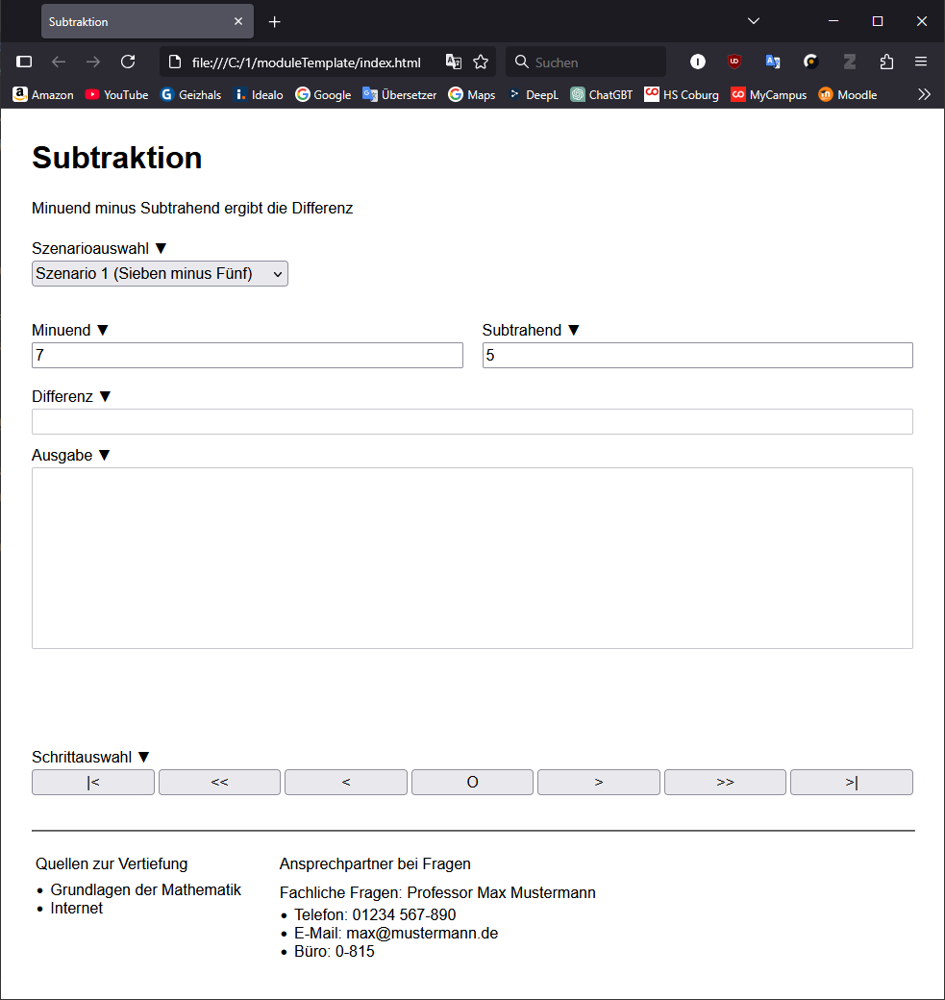 Subtraktion
file:///C:/1/moduleTemplate/index.html Suchen
Amazon YouTube Geizhals Idealo Google Übersetzer Maps DeepL ChatGBT HS Coburg MyCampus Moodle
Subtraktion
Minuend minus Subtrahend ergibt die Differenz
Szenarioauswahl ▼
Szenario 1 (Sieben minus Fünf)
Minuend ▼ Subtrahend ▼
7 5
Differenz ▼
Ausgabe ▼
Schrittauswahl ▼
|< << < O > >> >|
Quellen zur Vertiefung Ansprechpartner bei Fragen
• Grundlagen der Mathematik Fachliche Fragen: Professor Max Mustermann
• Internet • Telefon: 01234 567-890
• E-Mail: max@mustermann.de
• Büro: 0-815